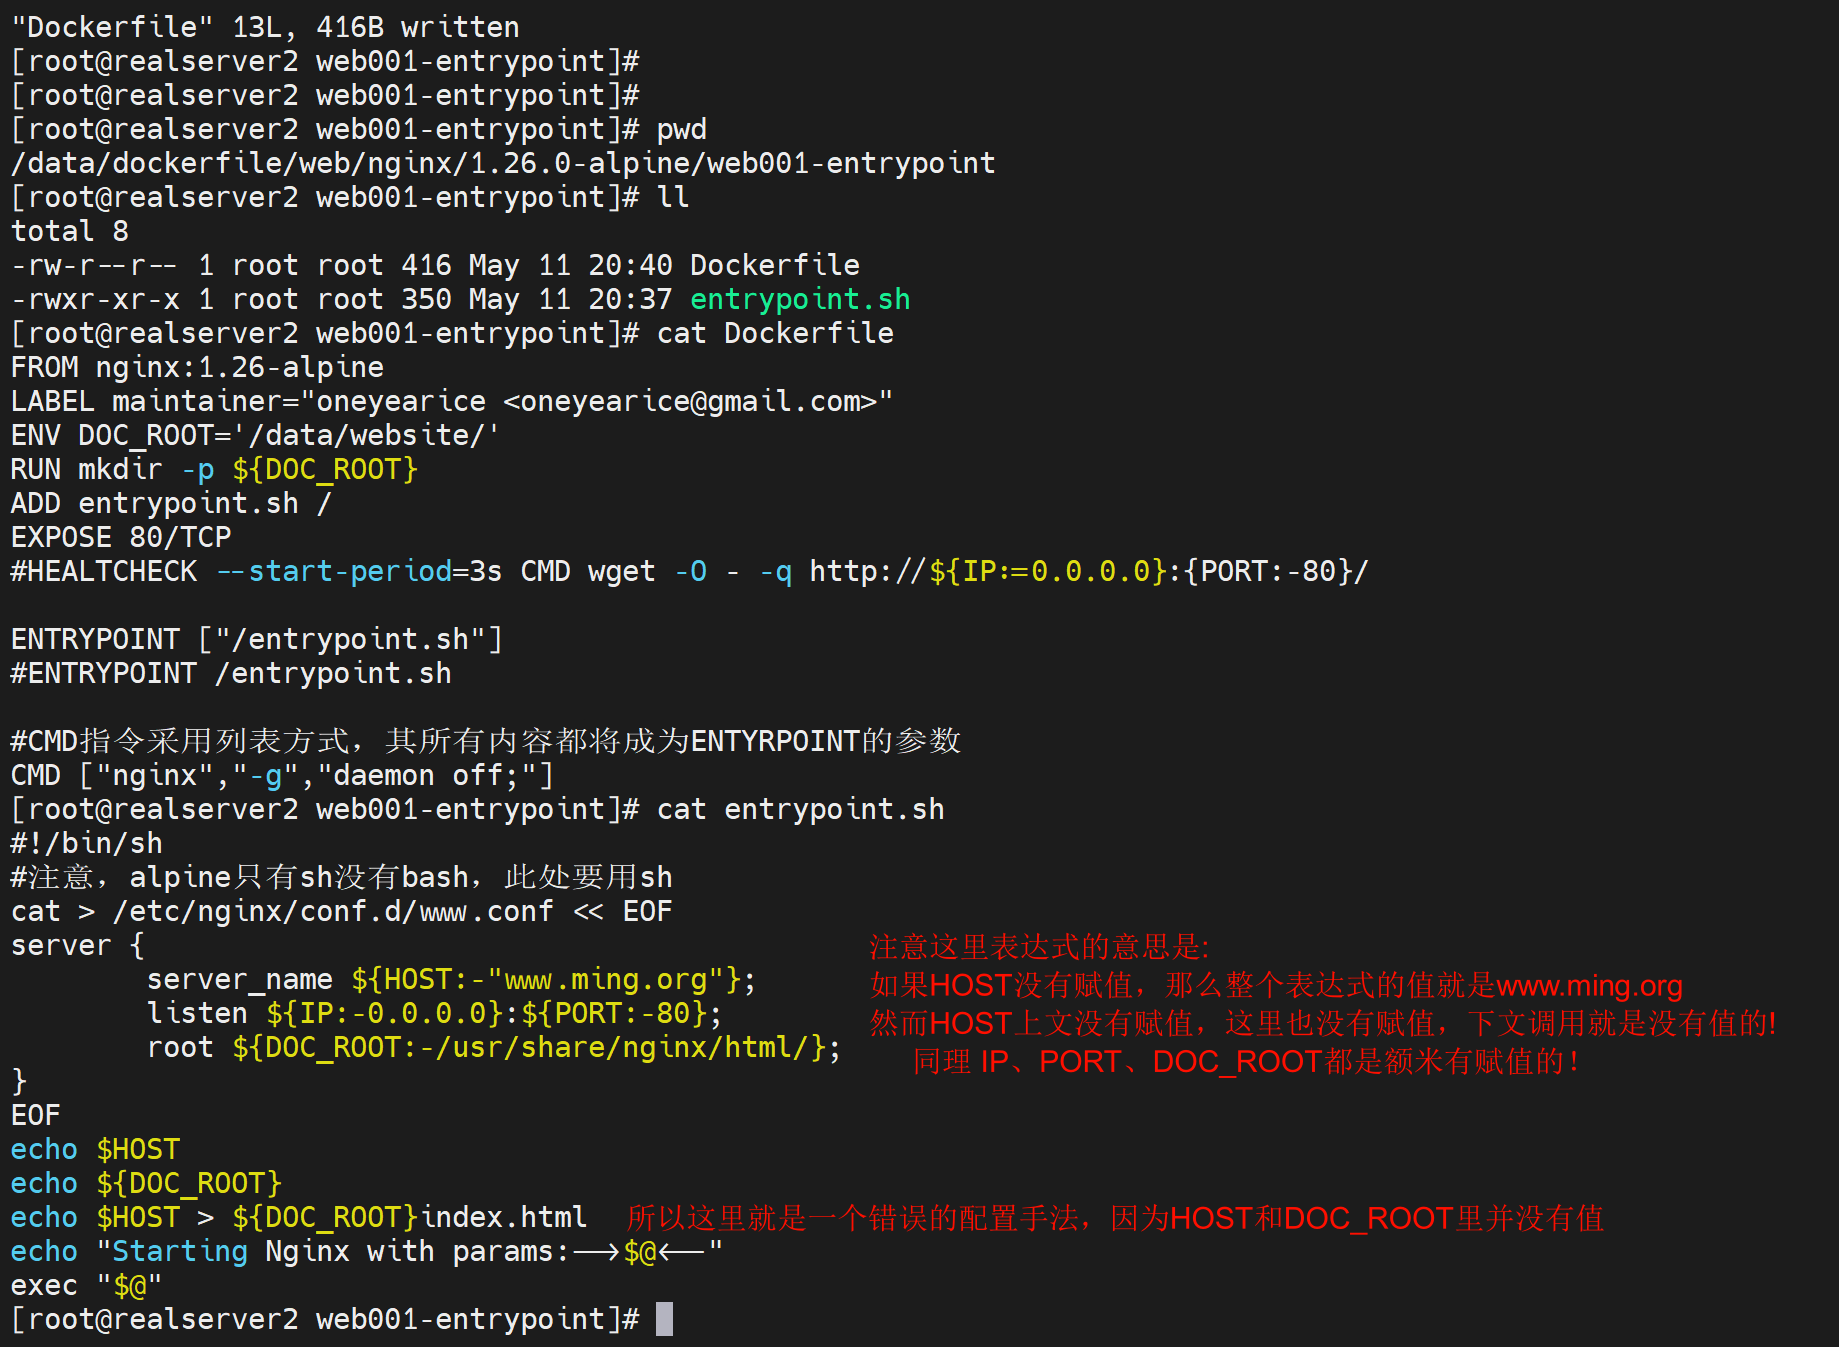 "Dockerfile" 13L, 416B written
[root@realserver2 web001-entrypoint]#
[root@realserver2 web001-entrypoint]#
[root@realserver2 web001-entrypoint]# pwd
/data/dockerfile/web/nginx/1.26.0-alpine/web001-entrypoint
[root@realserver2 web001-entrypoint]# ll
total 8
-rw-r--r-- 1 root root 416 May 11 20:40 Dockerfile
-rwxr-xr-x 1 root root 350 May 11 20:37 entrypoint.sh
[root@realserver2 web001-entrypoint]# cat Dockerfile
FROM nginx:1.26-alpine
LABEL maintainer="oneyearice <oneyearice@gmail.com>"
ENV DOC_ROOT='/data/website/'
RUN mkdir -p ${DOC_ROOT}
ADD entrypoint.sh /
EXPOSE 80/TCP
#HEALTCHECK --start-period=3s CMD wget -O - -q http://${IP:=0.0.0.0}:{PORT:-80}/
ENTRYPOINT ["/entrypoint.sh"]
#ENTRYPOINT /entrypoint.sh
#CMD指令采用列表方式，其所有内容都将成为ENTYRPOINT的参数
CMD ["nginx","-g","daemon off;"]
[root@realserver2 web001-entrypoint]# cat entrypoint.sh
#!/bin/sh
#注意，alpine只有sh没有bash，此处要用sh
cat > /etc/nginx/conf.d/www.conf << EOF
server {
注意这里表达式的意思是:
server_name ${HOST:-"www.ming.org"};
如果HOST没有赋值，那么整个表达式的值就是www.ming.org
listen ${IP:-0.0.0.0}:${PORT:-80};
然而HOST上文没有赋值，这里也没有赋值，下文调用就是没有值的!
root ${DOC_ROOT:-/usr/share/nginx/html/};
同理 IP、PORT、DOC_ROOT都是额米有赋值的！
}
EOF
echo $HOST
echo ${DOC_ROOT}
echo $HOST > ${DOC_ROOT}index.html 所以这里就是一个错误的配置手法，因为HOST和DOC_ROOT里并没有值
echo "Starting Nginx with params:-->$@<--"
exec "$@"
[root@realserver2 web001-entrypoint]#